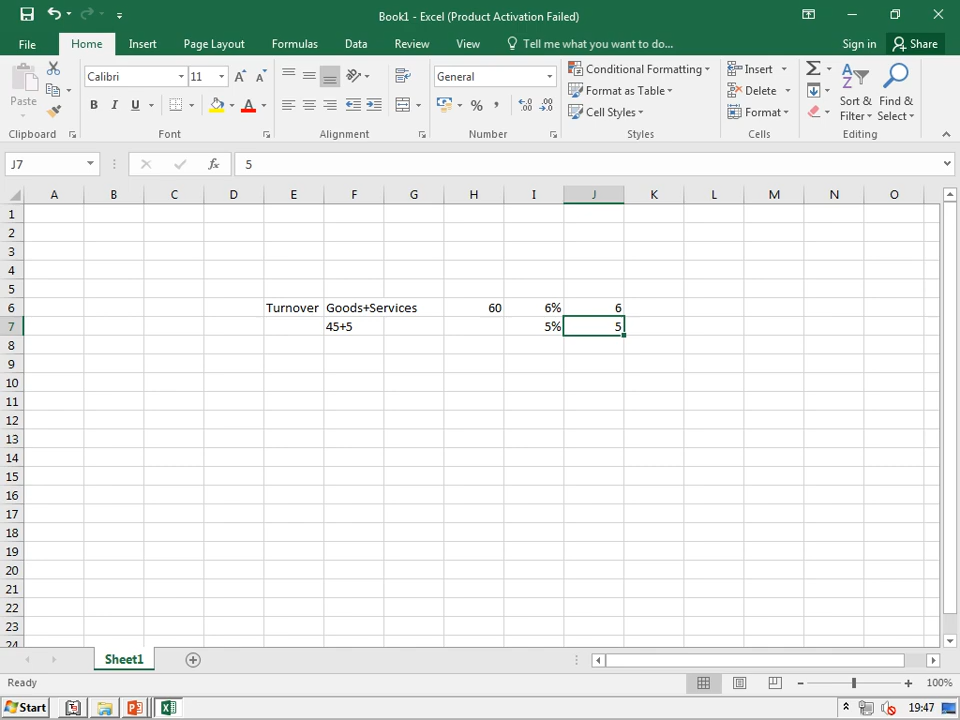 Book1 - Excel (Product Activation Failed)
File Home Insert Page Layout Formulas Data Review View Tell me what you want to do... Sign in Share
Paste Calibri 11 General Conditional Formatting Insert
B I U % , Format as Table Delete Sort & Find &
Cell Styles Format Filter Select
Clipboard Font Alignment Number Styles Cells Editing
J7 fx 5
A B C D E F G H I J K L M N O
1
2
3
4
5
6 Turnover Goods+Services 60 6% 6
7 45+5 5% 5
8
9
10
11
12
13
14
15
16
17
18
19
20
21
22
23
24
Sheet1
Ready 100%
Start 19:47